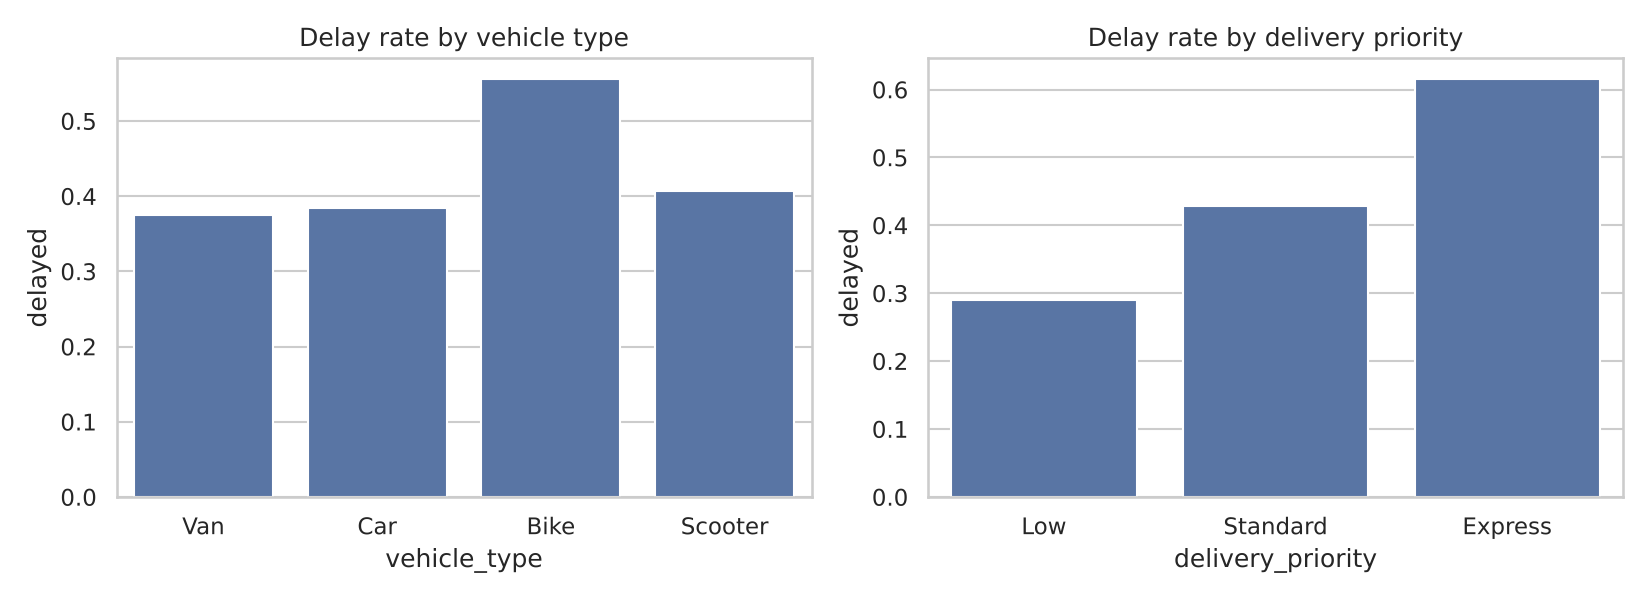 Delay rate by vehicle type
0.5
0.4
0.3
0.2
0.1
0.0
delayed
Van Car Bike Scooter
vehicle_type
Delay rate by delivery priority
0.6
0.5
0.4
0.3
0.2
0.1
0.0
delayed
Low Standard Express
delivery_priority